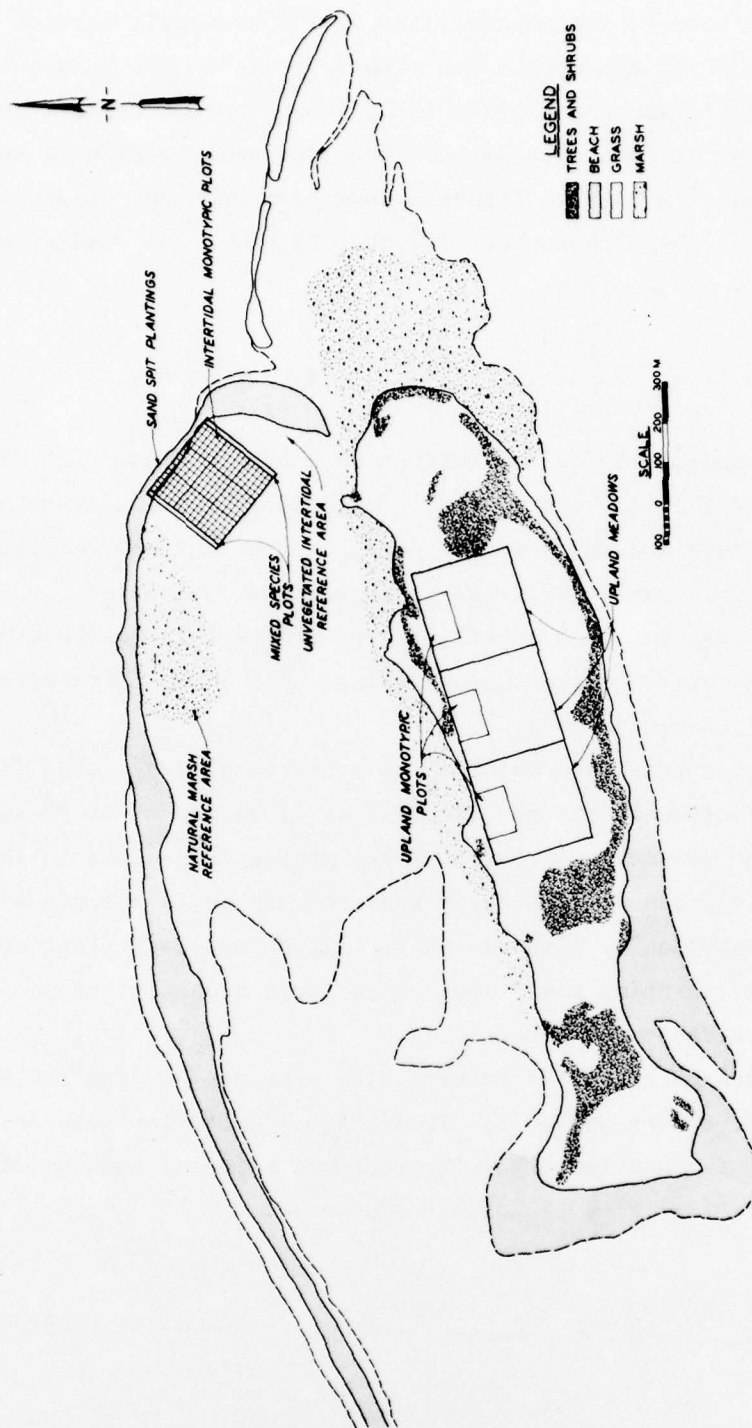 -N-
SAND SPIT PLANTINGS
INTERTIDAL MONOTYPIC PLOTS
NATURAL MARSH
REFERENCE AREA
MIXED SPECIES
PLOTS
UNVEGETATED INTERTIDAL
REFERENCE AREA
UPLAND MONOTYPIC
PLOTS
UPLAND MEADOWS
LEGEND
TREES AND SHRUBS
BEACH
GRASS
MARSH
SCALE
100 0 100 200 300 M